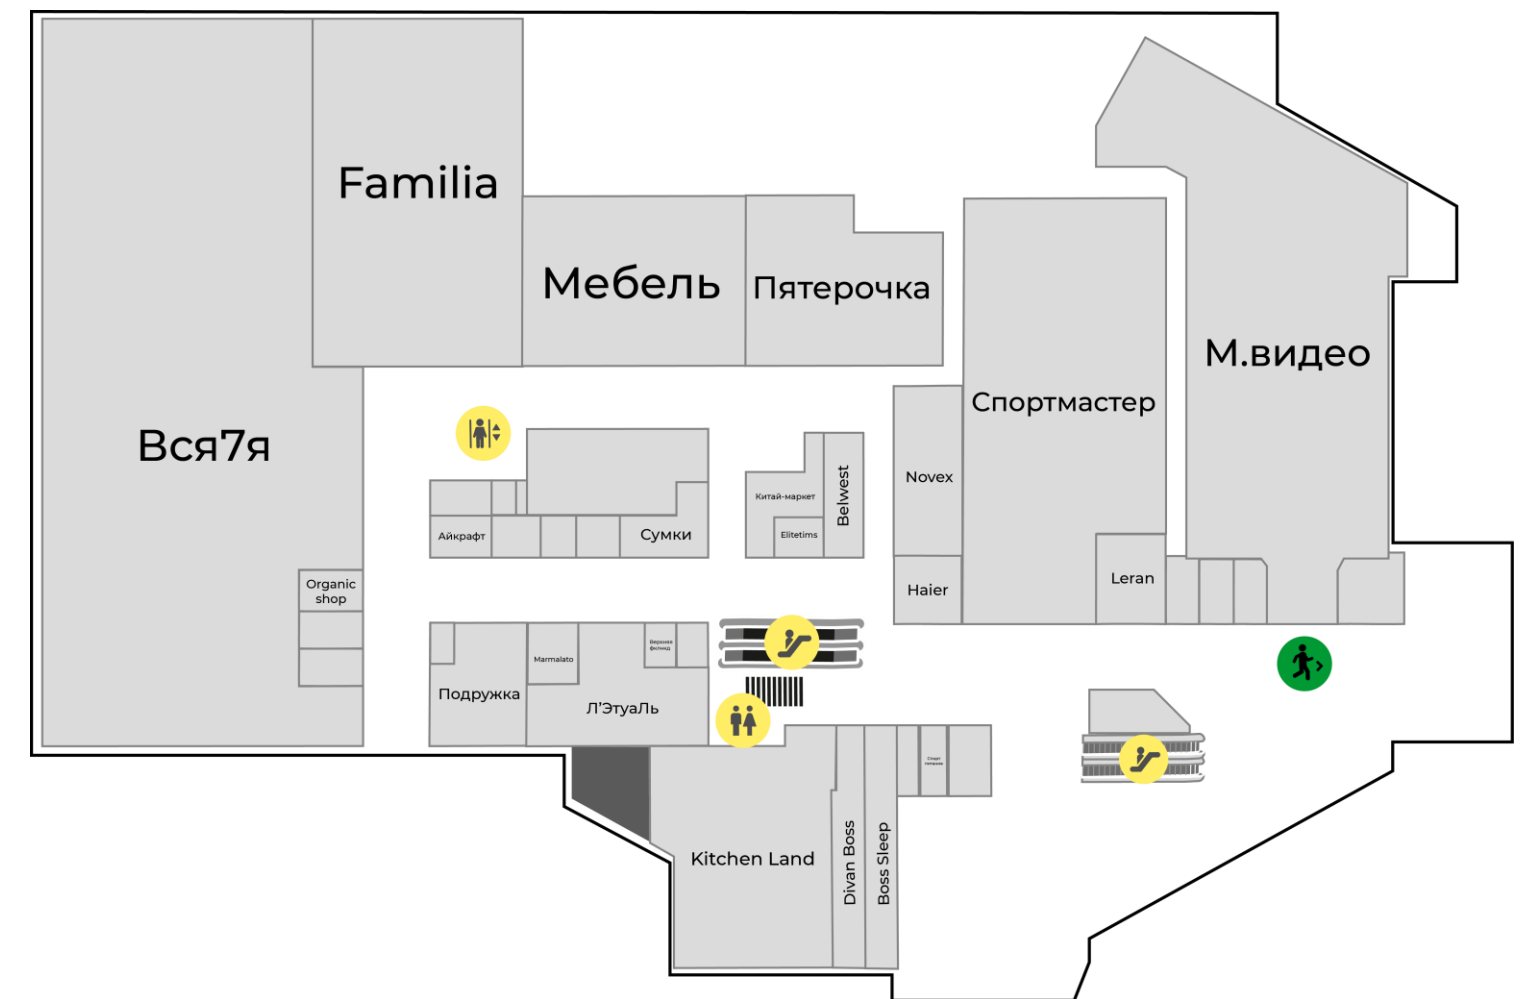 Familia
Мебель
Пятерочка
М.видео
Спортмастер
Вся7я
Novex
Belwest
Китай-маркет
Elitetims
Айкрафт
Сумки
Organic
shop
Haier
Leran
Marmalato
Подружка
Л'ЭтуаЛь
Kitchen Land
Divan Boss
Boss Sleep